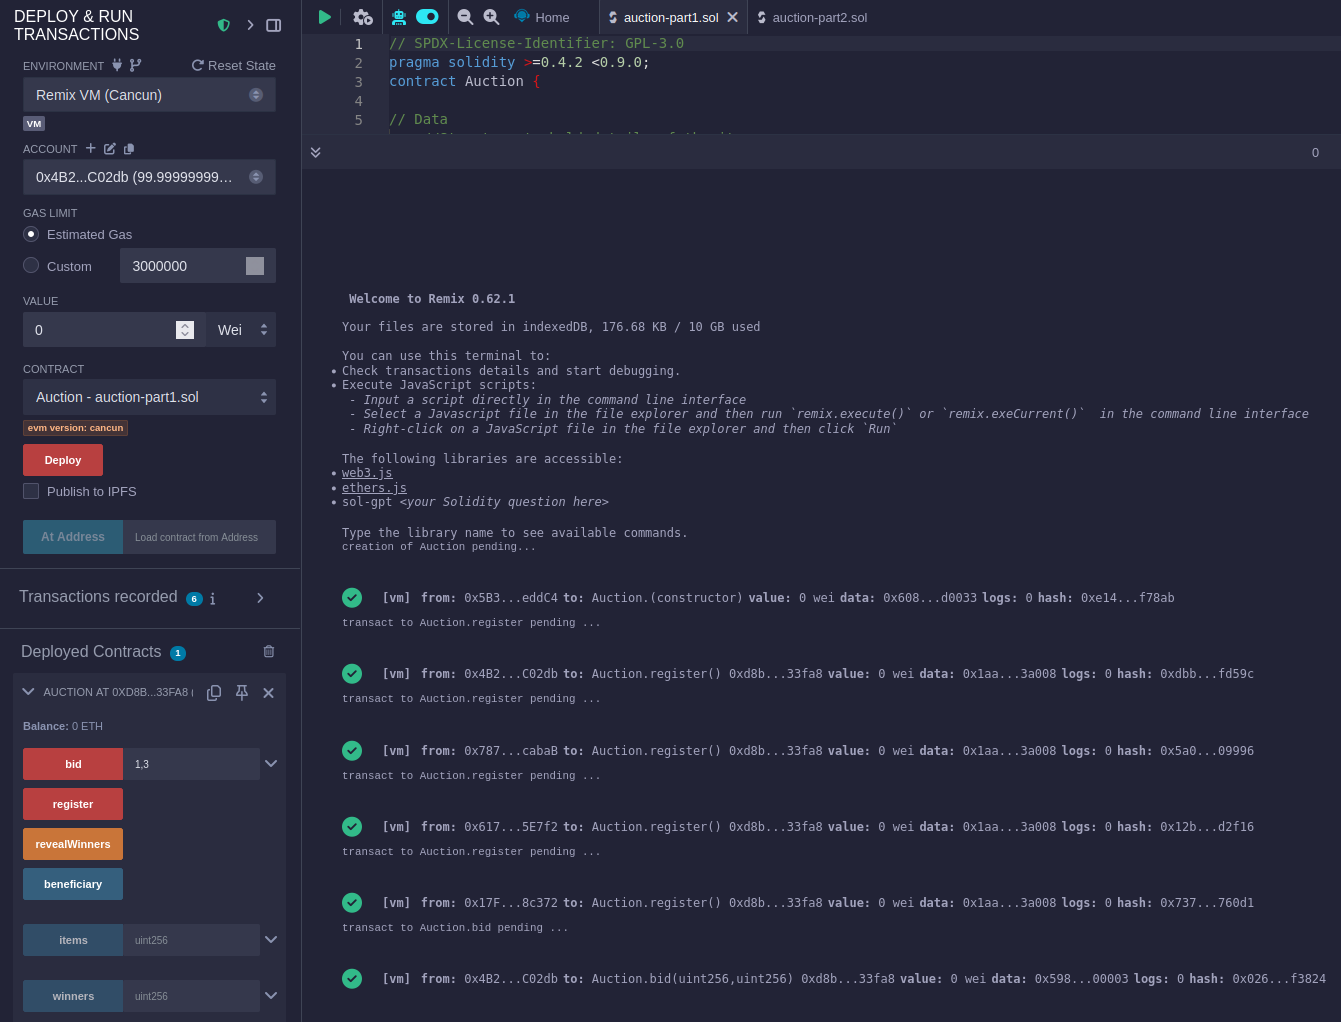 DEPLOY & RUN
TRANSACTIONS
ENVIRONMENT
Reset State
Remix VM (Cancun)
VM
ACCOUNT
0x4B2...C02db (99.99999999...
GAS LIMIT
Estimated Gas
Custom
3000000
VALUE
0
Wei
CONTRACT
Auction - auction-part1.sol
evm version: cancun
Deploy
Publish to IPFS
At Address
Load contract from Address
Transactions recorded 6 i
Deployed Contracts 1
AUCTION AT 0XD8B...33FA8 (
Balance: 0 ETH
bid
1,3
register
revealWinners
beneficiary
items
uint256
winners
uint256
Home
auction-part1.sol
auction-part2.sol
1 // SPDX-License-Identifier: GPL-3.0
2 pragma solidity >=0.4.2 <0.9.0;
3 contract Auction {
4
5 // Data
0
Welcome to Remix 0.62.1
Your files are stored in indexedDB, 176.68 KB / 10 GB used
You can use this terminal to:
• Check transactions details and start debugging.
• Execute JavaScript scripts:
- Input a script directly in the command line interface
- Select a Javascript file in the file explorer and then run `remix.execute()` or `remix.exeCurrent()` in the command line interface
- Right-click on a JavaScript file in the file explorer and then click `Run`
The following libraries are accessible:
• web3.js
• ethers.js
• sol-gpt <your Solidity question here>
Type the library name to see available commands.
creation of Auction pending...
[vm] from: 0x5B3...eddC4 to: Auction.(constructor) value: 0 wei data: 0x608...d0033 logs: 0 hash: 0xe14...f78ab
transact to Auction.register pending ...
[vm] from: 0x4B2...C02db to: Auction.register() 0xd8b...33fa8 value: 0 wei data: 0x1aa...3a008 logs: 0 hash: 0xdbb...fd59c
transact to Auction.register pending ...
[vm] from: 0x787...cabaB to: Auction.register() 0xd8b...33fa8 value: 0 wei data: 0x1aa...3a008 logs: 0 hash: 0x5a0...09996
transact to Auction.register pending ...
[vm] from: 0x617...5E7f2 to: Auction.register() 0xd8b...33fa8 value: 0 wei data: 0x1aa...3a008 logs: 0 hash: 0x12b...d2f16
transact to Auction.register pending ...
[vm] from: 0x17F...8c372 to: Auction.register() 0xd8b...33fa8 value: 0 wei data: 0x1aa...3a008 logs: 0 hash: 0x737...760d1
transact to Auction.bid pending ...
[vm] from: 0x4B2...C02db to: Auction.bid(uint256,uint256) 0xd8b...33fa8 value: 0 wei data: 0x598...00003 logs: 0 hash: 0x026...f3824